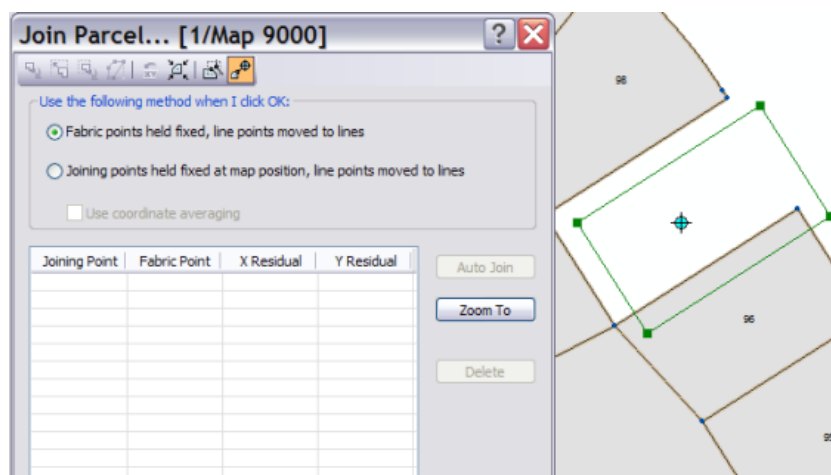 Join Parcel... [1/Map 9000]
Use the following method when I click OK:
Fabric points held fixed, line points moved to lines
Joining points held fixed at map position, line points moved to lines
Use coordinate averaging
Joining Point Fabric Point X Residual Y Residual
Auto Join
Zoom To
Delete
98
96